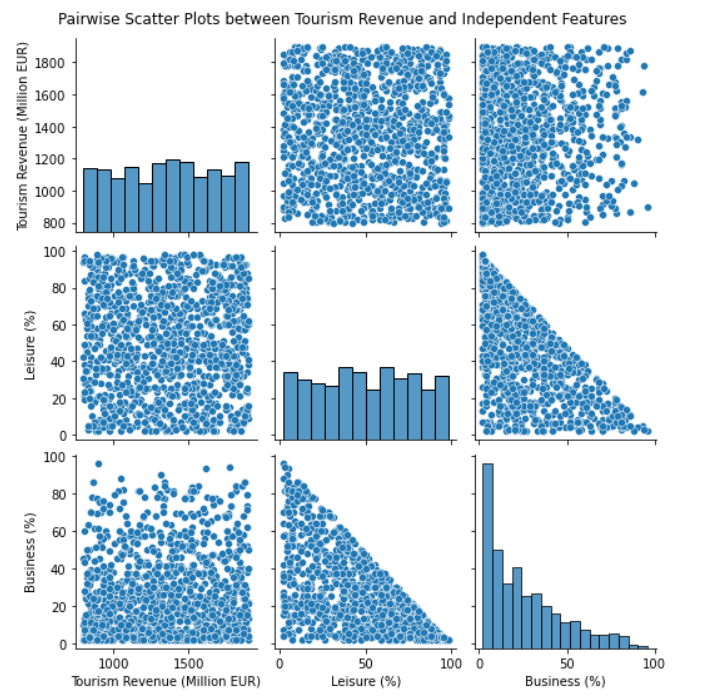 Pairwise Scatter Plots between Tourism Revenue and Independent Features
Tourism Revenue (Million EUR)
1800
1600
1400
1200
1000
800
Leisure (%)
100
80
60
40
20
0
Business (%)
100
80
60
40
20
0
1000 1500
0 50 100
0 50 100
Tourism Revenue (Million EUR) Leisure (%) Business (%)